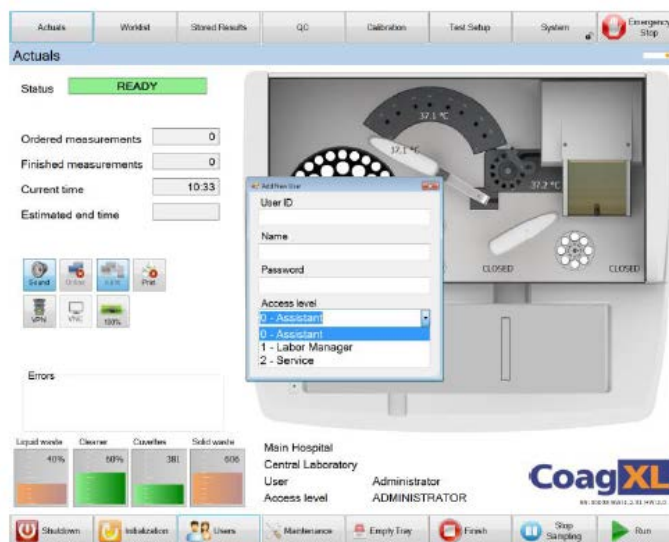 Actuals
Worklist
Stored Results
QC
Calibration
Test Setup
System
Emergency
Stop
Actuals
Status
READY
Ordered measurements
0
Finished measurements
0
Current time
10:33
Estimated end time
37.1 °C
37.1 °C
37.2 °C
CLOSED
CLOSED
Add New User
User ID
Name
Password
Access level
0 - Assistant
0 - Assistant
1 - Labor Manager
2 - Service
Sound
Online
Print
VPN
VNC
100%
Errors
Liquid waste
Cleaner
Cuvettes
Solid waste
40%
60%
381
606
Main Hospital
Central Laboratory
User
Administrator
Access level
ADMINISTRATOR
CoagXL
Shutdown
Initialization
Users
Maintenance
Empty Tray
Finish
Stop
Sampling
Run